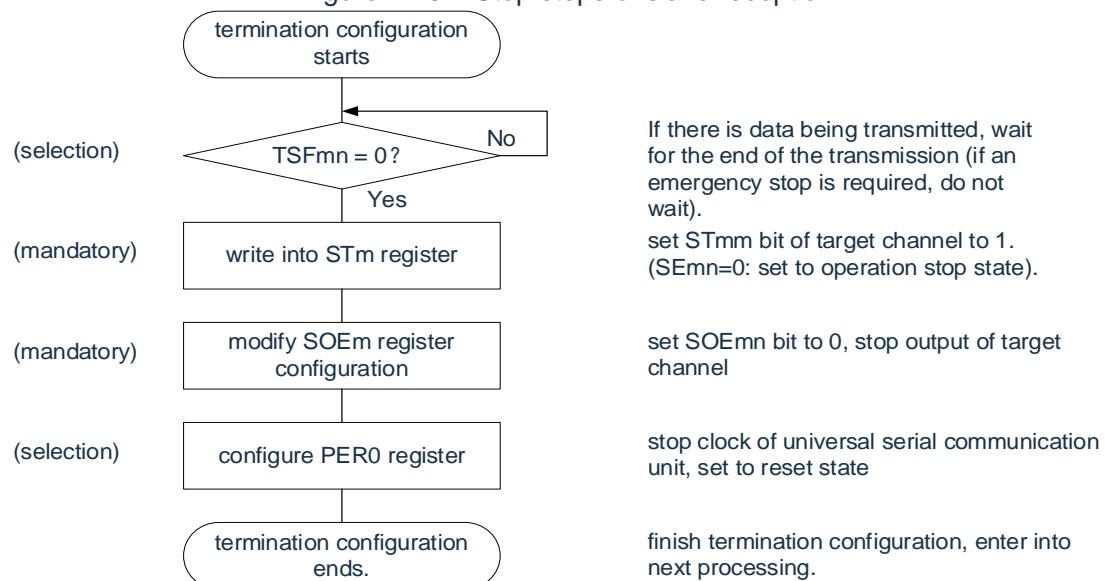 termination configuration
starts
(selection)
TSFmn = 0?
No
Yes
If there is data being transmitted, wait
for the end of the transmission (if an
emergency stop is required, do not
wait).
(mandatory)
write into STm register
set STmm bit of target channel to 1.
(SEmn=0: set to operation stop state).
(mandatory)
modify SOEm register
configuration
set SOEmn bit to 0, stop output of target
channel
(selection)
configure PER0 register
stop clock of universal serial communication
unit, set to reset state
termination configuration
ends.
finish termination configuration, enter into
next processing.